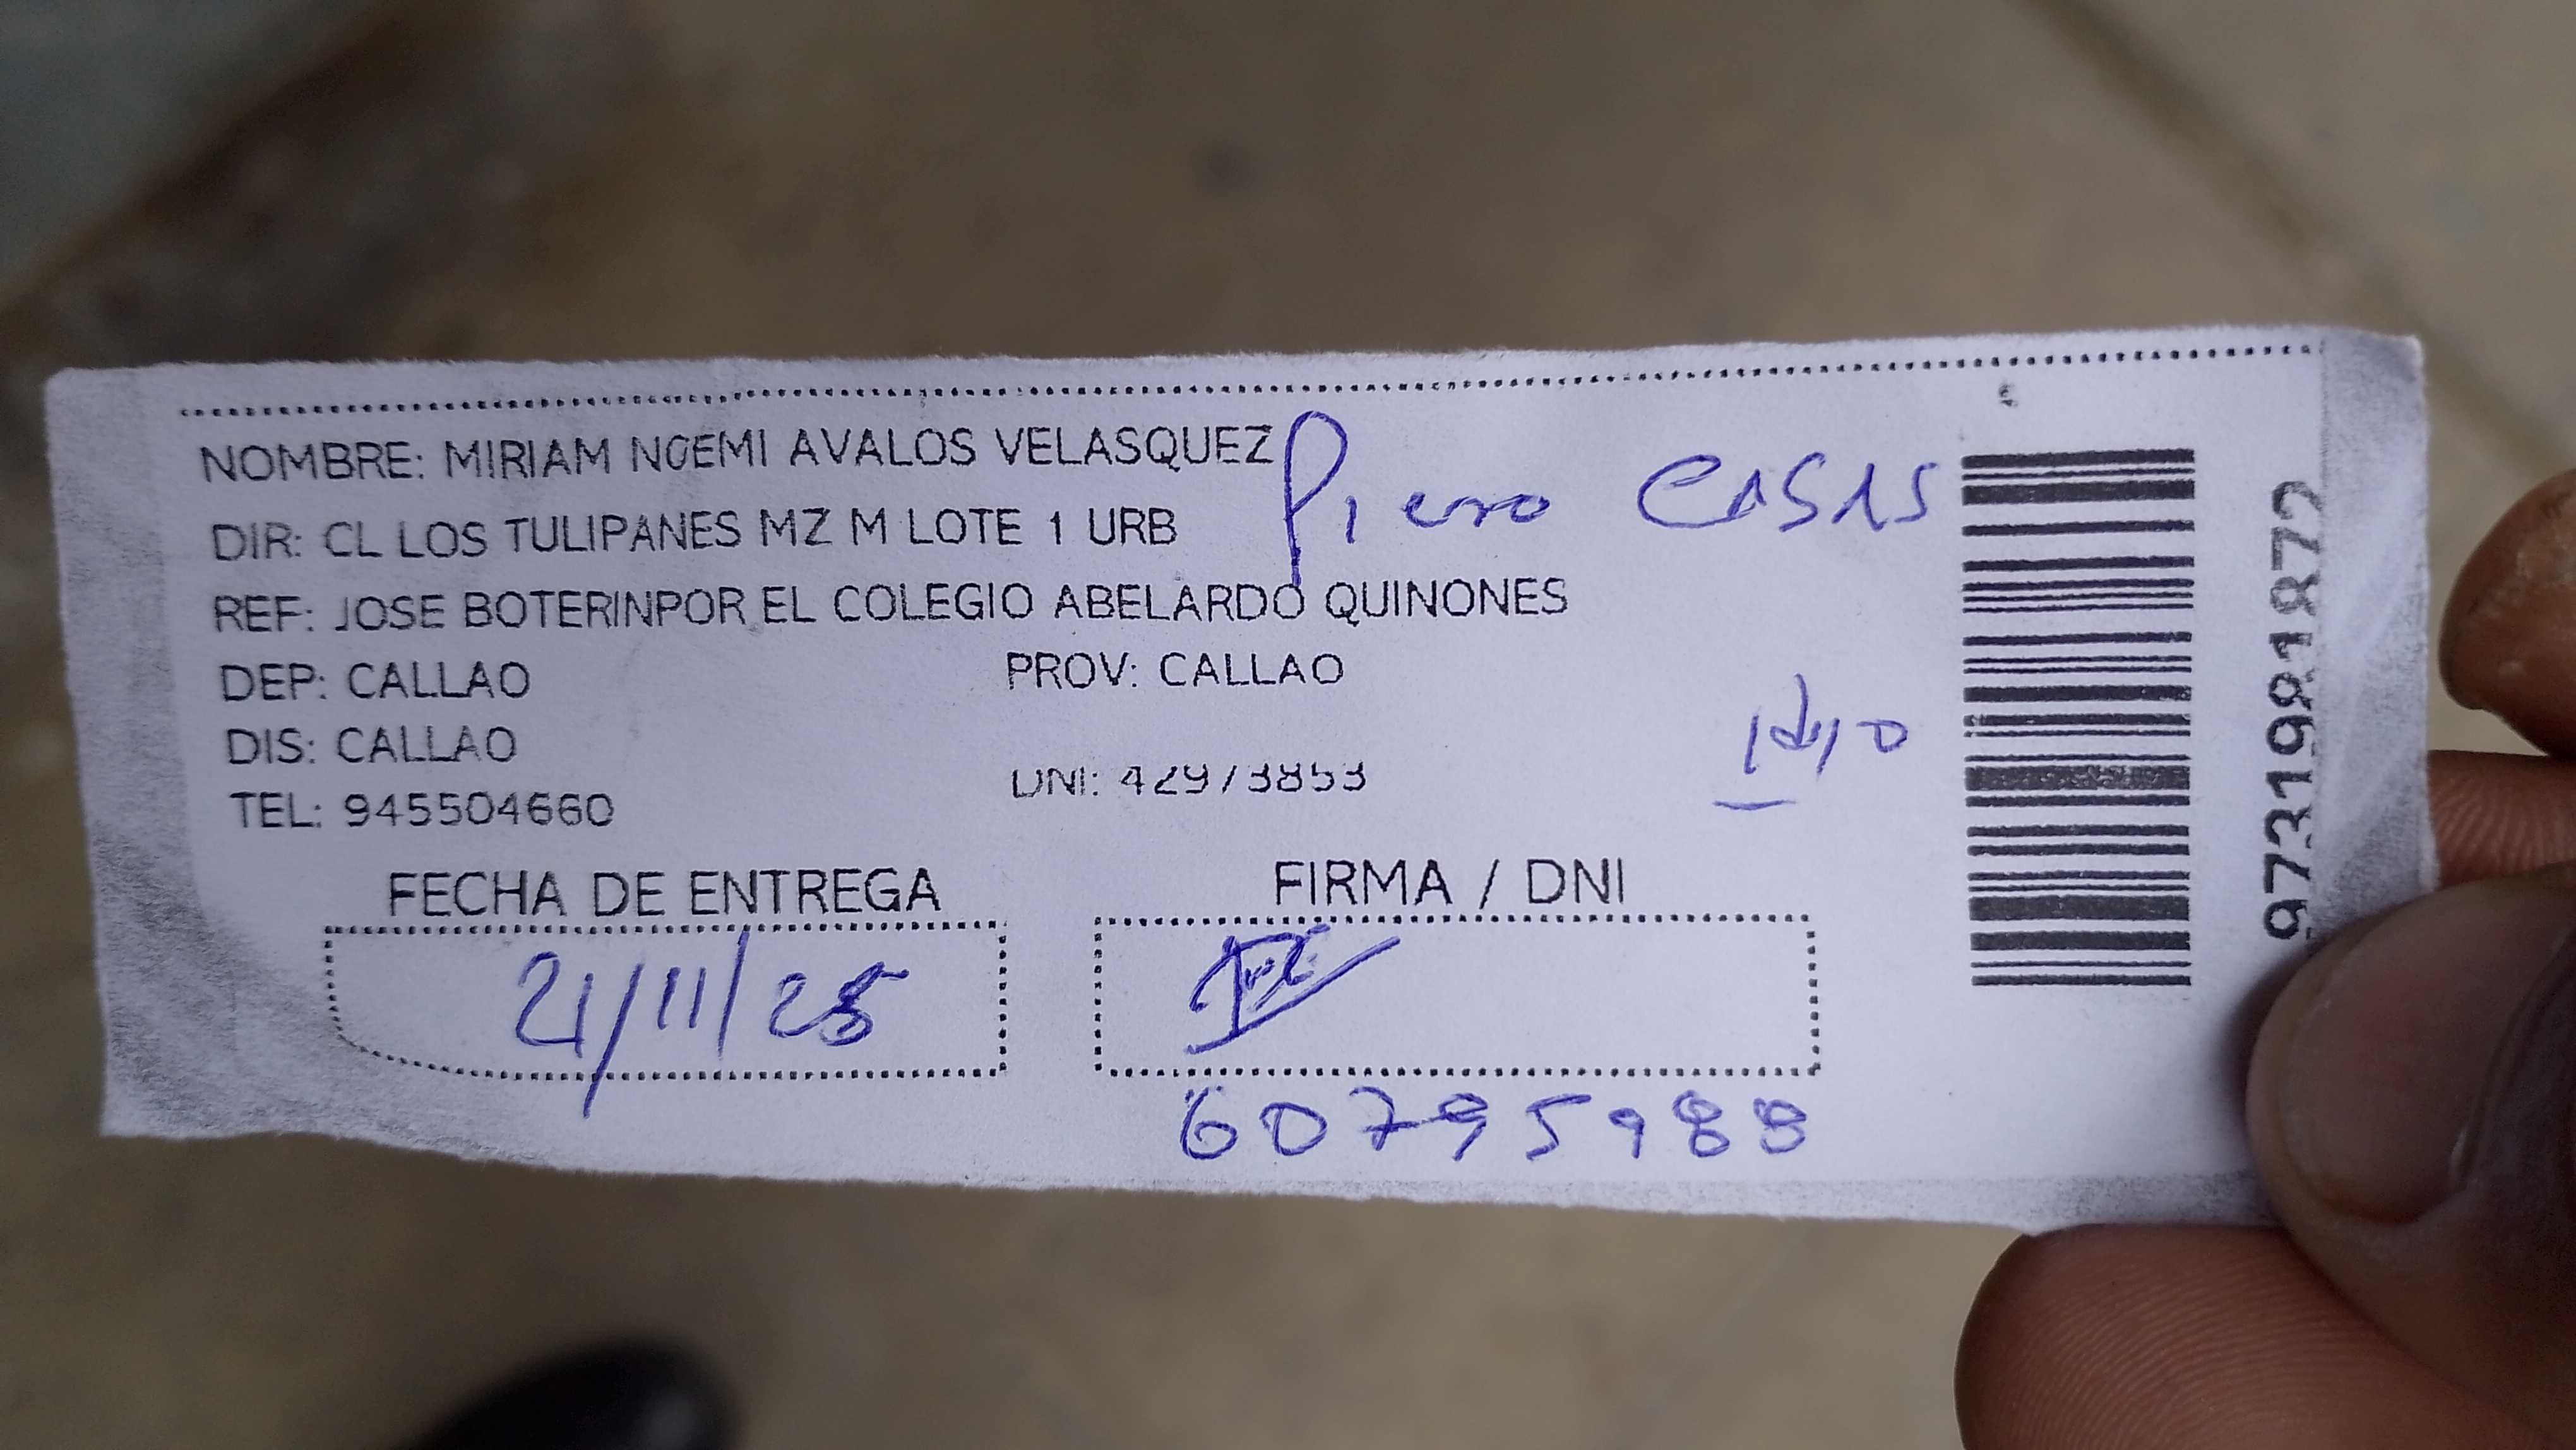 NOMBRE: MIRIAM NOEMI AVALOS VELASQUEZ
Piero CASAS
DIR: CL LOS TULIPANES MZ M LOTE 1 URB
REF: JOSE BOTERINPOR EL COLEGIO ABELARDO QUINONES
DEP: CALLAO PROV: CALLAO
DIS: CALLAO
DNI: 42973853
TEL: 945504660
FECHA DE ENTREGA FIRMA / DNI
21/11/25
60795988
9731981872